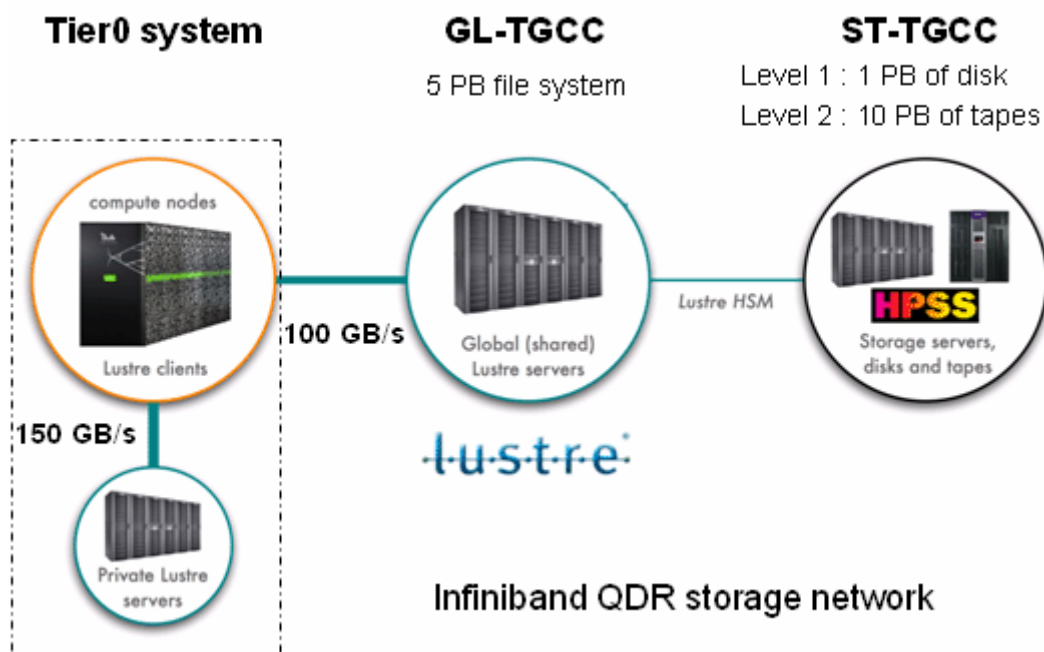 Tier0 system
GL-TGCC
ST-TGCC
5 PB file system
Level 1 : 1 PB of disk
Level 2 : 10 PB of tapes
compute nodes
Lustre clients
100 GB/s
Global (shared)
Lustre servers
Lustre HSM
HPSS
Storage servers,
disks and tapes
150 GB/s
lustre
Private Lustre
servers
Infiniband QDR storage network